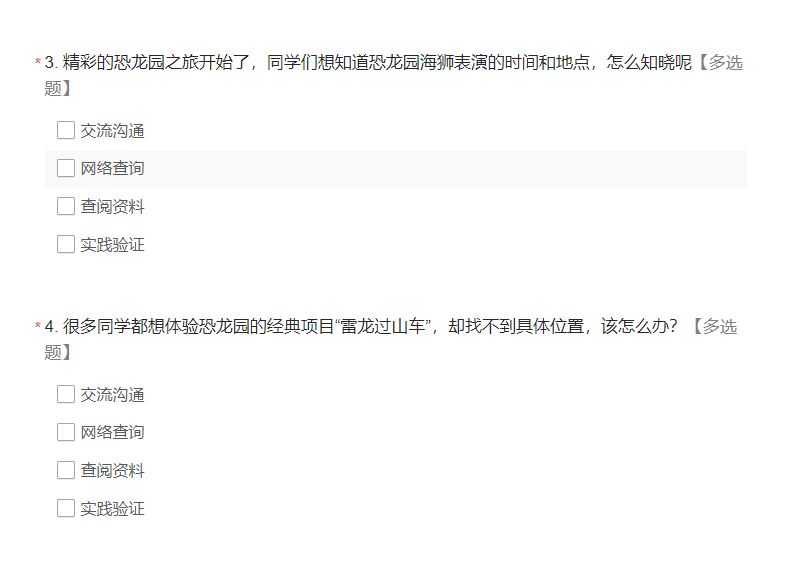 * 3. 精彩的恐龙园之旅开始了，同学们想知道恐龙园海狮表演的时间和地点，怎么知晓呢【多选
题】
交流沟通
网络查询
查阅资料
实践验证
* 4. 很多同学都想体验恐龙园的经典项目“雷龙过山车”，却找不到具体位置，该怎么办？【多选
题】
交流沟通
网络查询
查阅资料
实践验证